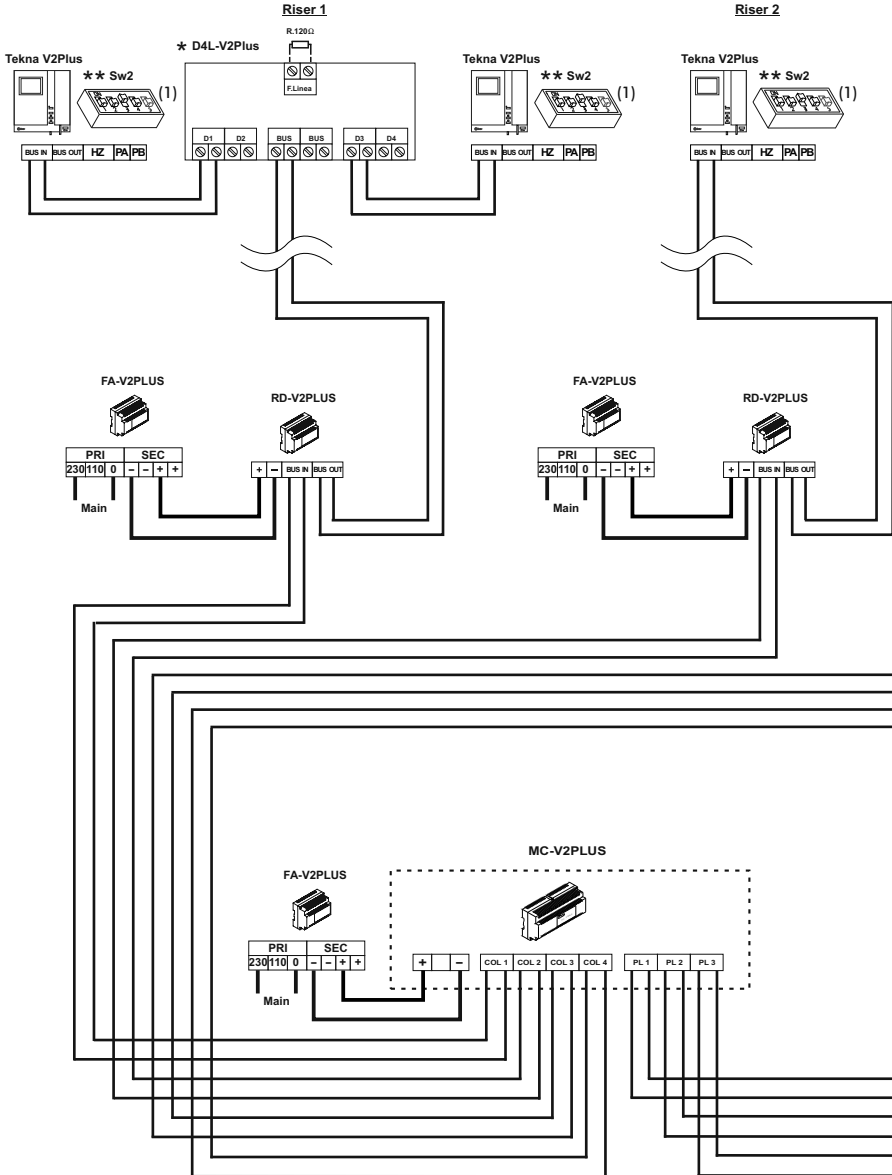 Riser 1
Riser 2
R.120Ω
* D4L-V2Plus
F.Linea
Tekna V2Plus
** Sw2
(1)
Tekna V2Plus
** Sw2
(1)
Tekna V2Plus
** Sw2
(1)
D1 D2 BUS BUS D3 D4
BUS IN BUS OUT HZ PA PB
BUS IN BUS OUT HZ PA PB
BUS IN BUS OUT HZ PA PB
FA-V2PLUS
RD-V2PLUS
FA-V2PLUS
RD-V2PLUS
PRI SEC
230 110 0 – – + +
Main
+ – BUS IN BUS OUT
PRI SEC
230 110 0 – – + +
Main
+ – BUS IN BUS OUT
MC-V2PLUS
FA-V2PLUS
PRI SEC
230 110 0 – – + +
Main
+ –
COL 1 COL 2 COL 3 COL 4
PL 1 PL 2 PL 3